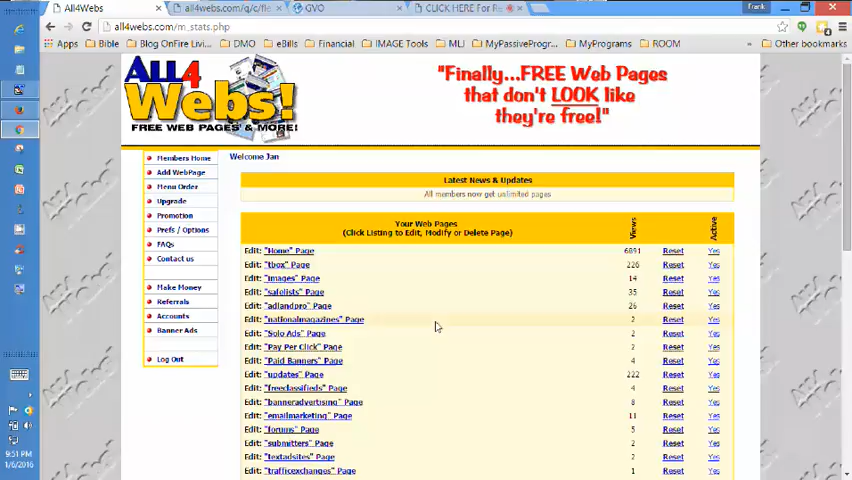 All4Webs
all4webs.com/q/c/fle
GVO
CLICK HERE For Re
Frank
all4webs.com/m_stats.php
Apps
Bible
Blog OnFire Livi
DMO
eBills
Financial
IMAGE Tools
MLJ
MyPassiveProgr
MyPrograms
ROOM
Other bookmarks
ALL4
Webs!
FREE WEB PAGES & MORE!
"Finally...FREE Web Pages
that don't LOOK like
they're free!"
Members Home
Add WebPage
Menu Order
Upgrade
Promotion
Prefs / Options
FAQs
Contact us
Make Money
Referrals
Accounts
Banner Ads
Log Out
Welcome Jan
Latest News & Updates
All members now get unlimited pages
Your Web Pages
(Click Listing to Edit, Modify or Delete Page)
Views
Active
Edit: "Home" Page 6891 Reset Yes
Edit: "tbox" Page 226 Reset Yes
Edit: "images" Page 14 Reset Yes
Edit: "safelists" Page 35 Reset Yes
Edit: "adlandpro" Page 26 Reset Yes
Edit: "nationalmagazines" Page 2 Reset Yes
Edit: "Solo Ads" Page 2 Reset Yes
Edit: "Pay Per Click" Page 2 Reset Yes
Edit: "Paid Banners" Page 4 Reset Yes
Edit: "updates" Page 222 Reset Yes
Edit: "freeclassifieds" Page 4 Reset Yes
Edit: "banneradvertising" Page 8 Reset Yes
Edit: "emailmarketing" Page 11 Reset Yes
Edit: "forums" Page 5 Reset Yes
Edit: "submitters" Page 2 Reset Yes
Edit: "textadsites" Page 2 Reset Yes
Edit: "trafficexchanges" Page 1 Reset Yes
9:51 PM
1/6/2016